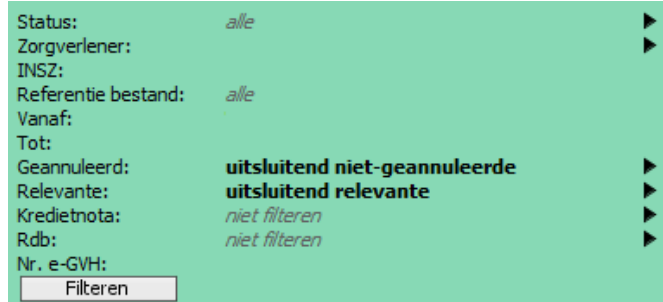 Status: alle
Zorgverlener:
INSZ:
Referentie bestand: alle
Vanaf:
Tot:
Geannuleerd: uitsluitend niet-geannuleerde
Relevante: uitsluitend relevante
Kredietnota: niet filteren
Rdb: niet filteren
Nr. e-GVH:
Filteren